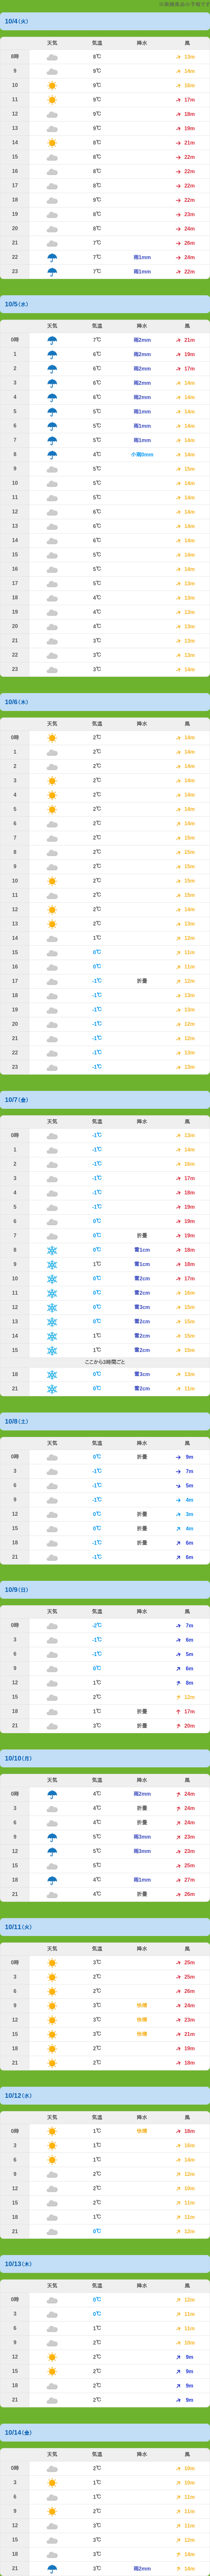 ※乗鞍高原の予報です
10/4(火)
天気 気温 降水 風
8時 8℃ 13m
9 9℃ 14m
10 9℃ 16m
11 9℃ 17m
12 9℃ 18m
13 9℃ 19m
14 8℃ 21m
15 8℃ 22m
16 8℃ 22m
17 8℃ 22m
18 9℃ 22m
19 8℃ 23m
20 8℃ 24m
21 7℃ 26m
22 7℃ 雨1mm 24m
23 7℃ 雨1mm 22m
10/5(水)
天気 気温 降水 風
0時 7℃ 雨2mm 21m
1 6℃ 雨2mm 19m
2 6℃ 雨2mm 17m
3 6℃ 雨2mm 14m
4 6℃ 雨2mm 14m
5 5℃ 雨1mm 14m
6 5℃ 雨1mm 14m
7 5℃ 雨1mm 14m
8 4℃ 小雨0mm 14m
9 5℃ 15m
10 5℃ 14m
11 5℃ 14m
12 6℃ 14m
13 6℃ 14m
14 6℃ 14m
15 5℃ 14m
16 5℃ 14m
17 5℃ 13m
18 4℃ 13m
19 4℃ 13m
20 4℃ 13m
21 3℃ 13m
22 3℃ 13m
23 3℃ 14m
10/6(木)
天気 気温 降水 風
0時 2℃ 14m
1 2℃ 14m
2 2℃ 14m
3 2℃ 14m
4 2℃ 14m
5 2℃ 14m
6 2℃ 14m
7 2℃ 15m
8 2℃ 15m
9 2℃ 15m
10 2℃ 15m
11 2℃ 15m
12 2℃ 14m
13 2℃ 13m
14 1℃ 12m
15 0℃ 11m
16 0℃ 11m
17 -1℃ 折曇 12m
18 -1℃ 13m
19 -1℃ 13m
20 -1℃ 12m
21 -1℃ 12m
22 -1℃ 13m
23 -1℃ 13m
10/7(金)
天気 気温 降水 風
0時 -1℃ 13m
1 -1℃ 14m
2 -1℃ 16m
3 -1℃ 17m
4 -1℃ 18m
5 -1℃ 19m
6 0℃ 19m
7 0℃ 折曇 19m
8 0℃ 雪1cm 18m
9 1℃ 雪1cm 18m
10 0℃ 雪2cm 17m
11 0℃ 雪2cm 16m
12 0℃ 雪3cm 15m
13 0℃ 雪2cm 15m
14 1℃ 雪2cm 15m
15 1℃ 雪2cm 15m
ここから3時間ごと
18 0℃ 雪3cm 13m
21 0℃ 雪2cm 11m
10/8(土)
天気 気温 降水 風
0時 0℃ 折曇 9m
3 -1℃ 7m
6 -1℃ 5m
9 -1℃ 4m
12 0℃ 折曇 3m
15 0℃ 折曇 4m
18 -1℃ 折曇 6m
21 -1℃ 6m
10/9(日)
天気 気温 降水 風
0時 -2℃ 7m
3 -1℃ 6m
6 -1℃ 5m
9 0℃ 6m
12 1℃ 8m
15 2℃ 12m
18 1℃ 折曇 17m
21 3℃ 折曇 20m
10/10(月)
天気 気温 降水 風
0時 4℃ 雨2mm 24m
3 4℃ 折曇 24m
6 4℃ 折曇 24m
9 5℃ 雨3mm 23m
12 5℃ 雨3mm 23m
15 5℃ 25m
18 4℃ 雨1mm 27m
21 4℃ 折曇 26m
10/11(火)
天気 気温 降水 風
0時 3℃ 25m
3 2℃ 25m
6 2℃ 26m
9 3℃ 快晴 24m
12 3℃ 快晴 23m
15 3℃ 快晴 21m
18 2℃ 19m
21 2℃ 18m
10/12(水)
天気 気温 降水 風
0時 1℃ 快晴 18m
3 1℃ 16m
6 1℃ 14m
9 2℃ 12m
12 2℃ 10m
15 2℃ 11m
18 1℃ 11m
21 0℃ 12m
10/13(木)
天気 気温 降水 風
0時 0℃ 12m
3 0℃ 11m
6 1℃ 11m
9 2℃ 10m
12 2℃ 9m
15 2℃ 9m
18 2℃ 9m
21 2℃ 9m
10/14(金)
天気 気温 降水 風
0時 2℃ 10m
3 1℃ 10m
6 1℃ 11m
9 2℃ 11m
12 3℃ 11m
15 3℃ 12m
18 3℃ 14m
21 3℃ 雨2mm 14m